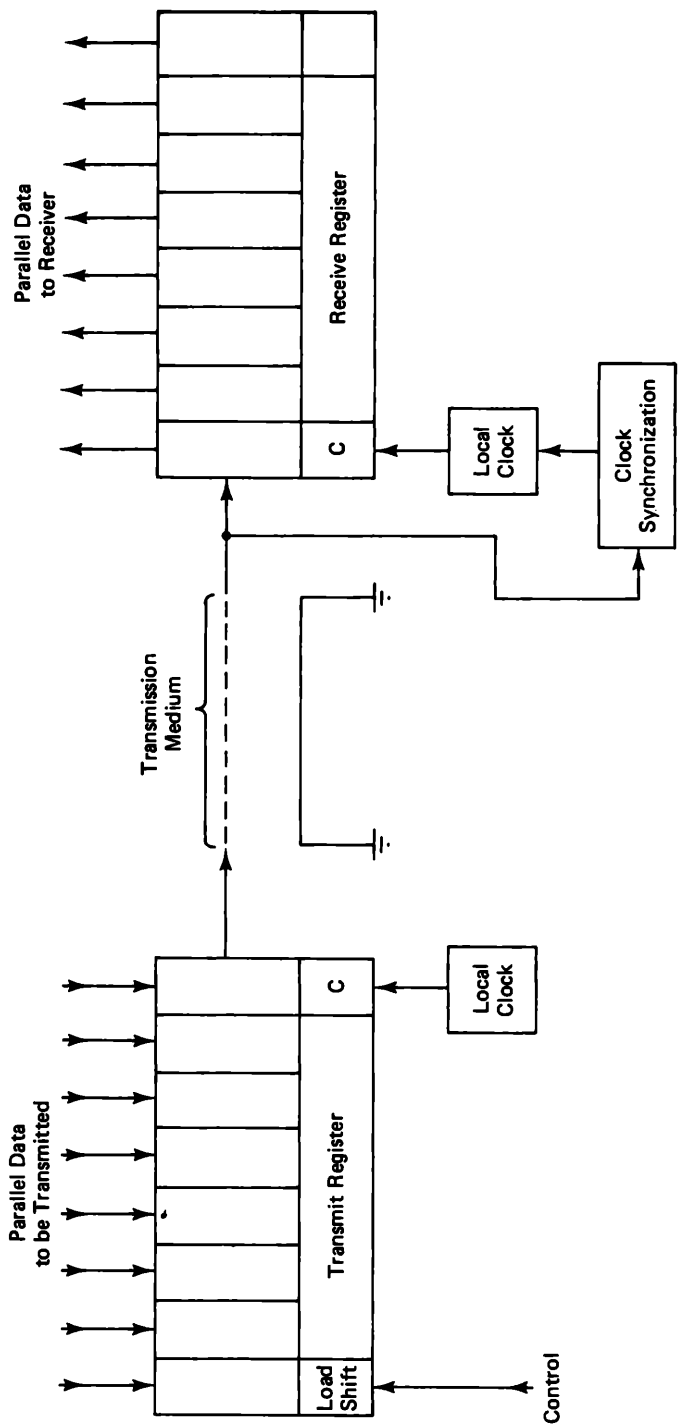 Parallel Data
to be Transmitted
Parallel Data
to Receiver
Transmission
Medium
Load
Shift
Transmit Register
C
C
Receive Register
Control
Local
Clock
Local
Clock
Clock
Synchronization